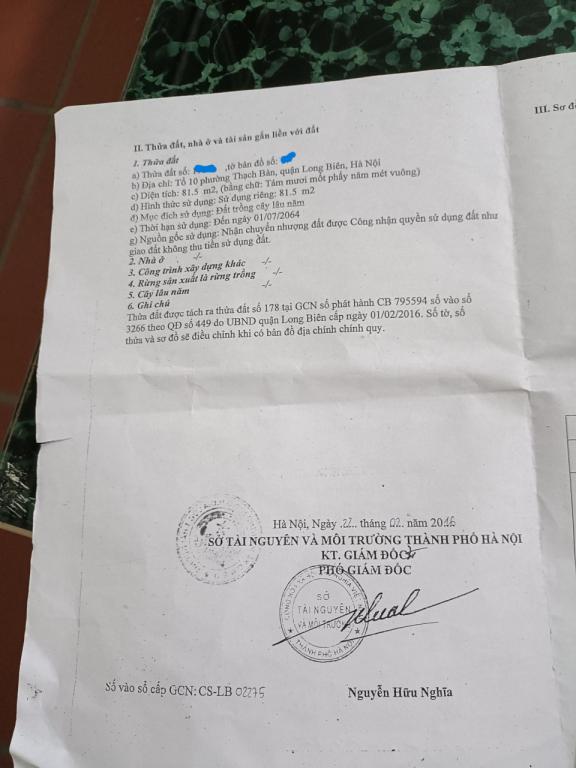 II. Thửa đất, nhà ở và tài sản gắn liền với đất
1. Thửa đất
a) Thửa đất số: , tờ bản đồ số:
b) Địa chỉ: Tổ 10 phường Thạch Bàn, quận Long Biên, Hà Nội
c) Diện tích: 81.5 m2, (bằng chữ: Tám mươi mốt phẩy năm mét vuông)
d) Hình thức sử dụng: Sử dụng riêng: 81.5 m2
đ) Mục đích sử dụng: Đất trồng cây lâu năm
e) Thời hạn sử dụng: Đến ngày 01/07/2064
g) Nguồn gốc sử dụng: Nhận chuyển nhượng đất được Công nhận quyền sử dụng đất như
giao đất không thu tiền sử dụng đất.
2. Nhà ở -/-
3. Công trình xây dựng khác -/-
4. Rừng sản xuất là rừng trồng -/-
5. Cây lâu năm -/-
6. Ghi chú
Thửa đất được tách ra thửa đất số 178 tại GCN số phát hành CB 795594 số vào sổ
3266 theo QĐ số 449 do UBND quận Long Biên cấp ngày 01/02/2016. Số tờ, số
thửa và sơ đồ sẽ điều chỉnh khi có bản đồ địa chính chính quy.
III. Sơ đ
Hà Nội, Ngày .22.. tháng .02. năm 2016
SỞ TÀI NGUYÊN VÀ MÔI TRƯỜNG THÀNH PHỐ HÀ NỘI
KT. GIÁM ĐỐC
PHÓ GIÁM ĐỐC
SỞ
TÀI NGUYÊN
VÀ MÔI TRƯỜNG
THÀNH PHỐ HÀ NỘI
Số vào sổ cấp GCN: CS-LB 02275
Nguyễn Hữu Nghĩa